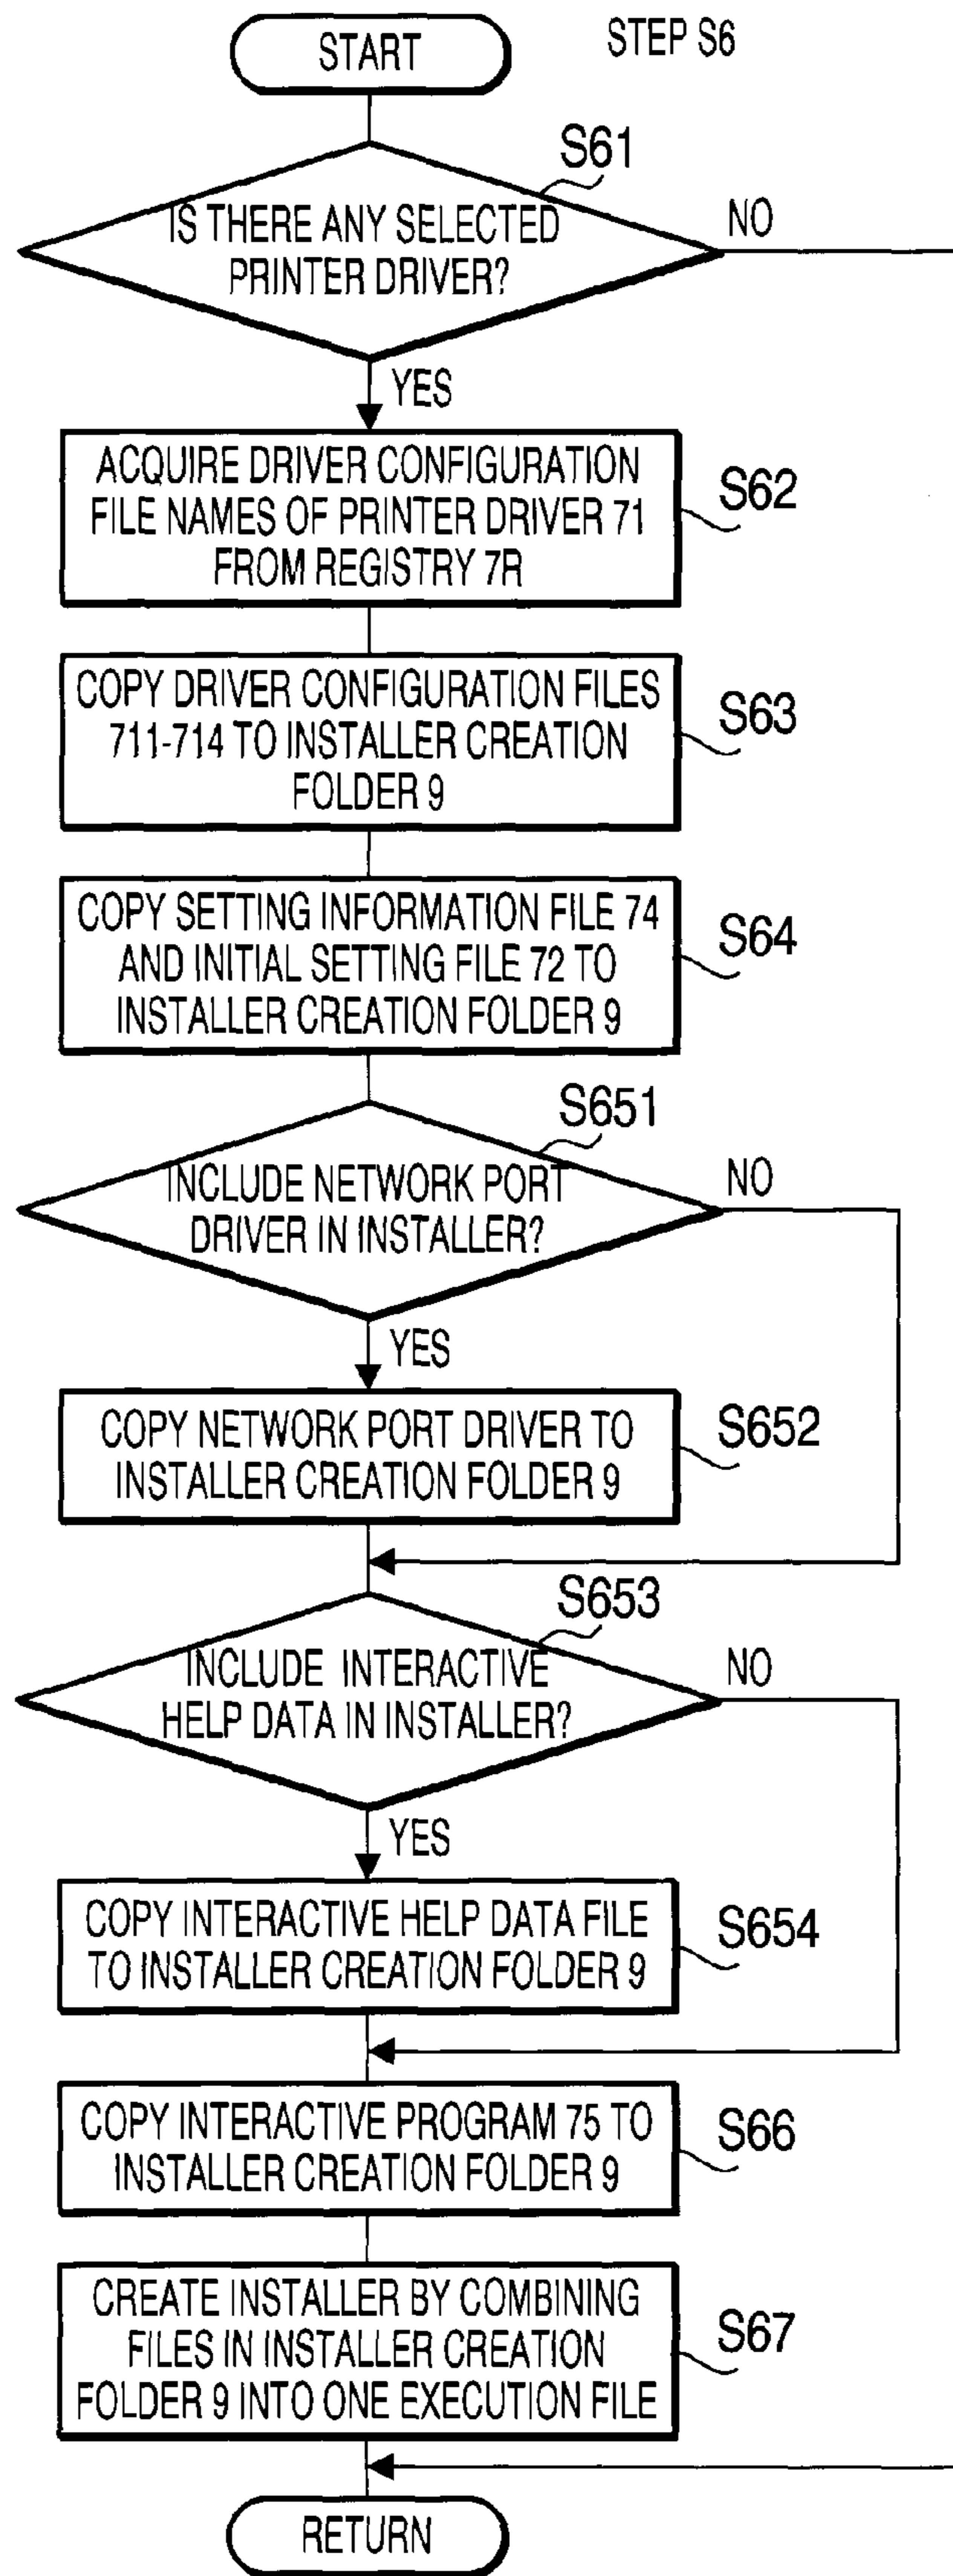 START
STEP S6
S61
IS THERE ANY SELECTED
PRINTER DRIVER?
NO
YES
ACQUIRE DRIVER CONFIGURATION
FILE NAMES OF PRINTER DRIVER 71
FROM REGISTRY 7R
S62
COPY DRIVER CONFIGURATION FILES
711-714 TO INSTALLER CREATION
FOLDER 9
S63
COPY SETTING INFORMATION FILE 74
AND INITIAL SETTING FILE 72 TO
INSTALLER CREATION FOLDER 9
S64
S651
INCLUDE NETWORK PORT
DRIVER IN INSTALLER?
NO
YES
COPY NETWORK PORT DRIVER TO
INSTALLER CREATION FOLDER 9
S652
S653
INCLUDE INTERACTIVE
HELP DATA IN INSTALLER?
NO
YES
COPY INTERACTIVE HELP DATA FILE
TO INSTALLER CREATION FOLDER 9
S654
COPY INTERACTIVE PROGRAM 75 TO
INSTALLER CREATION FOLDER 9
S66
CREATE INSTALLER BY COMBINING
FILES IN INSTALLER CREATION
FOLDER 9 INTO ONE EXECUTION FILE
S67
RETURN